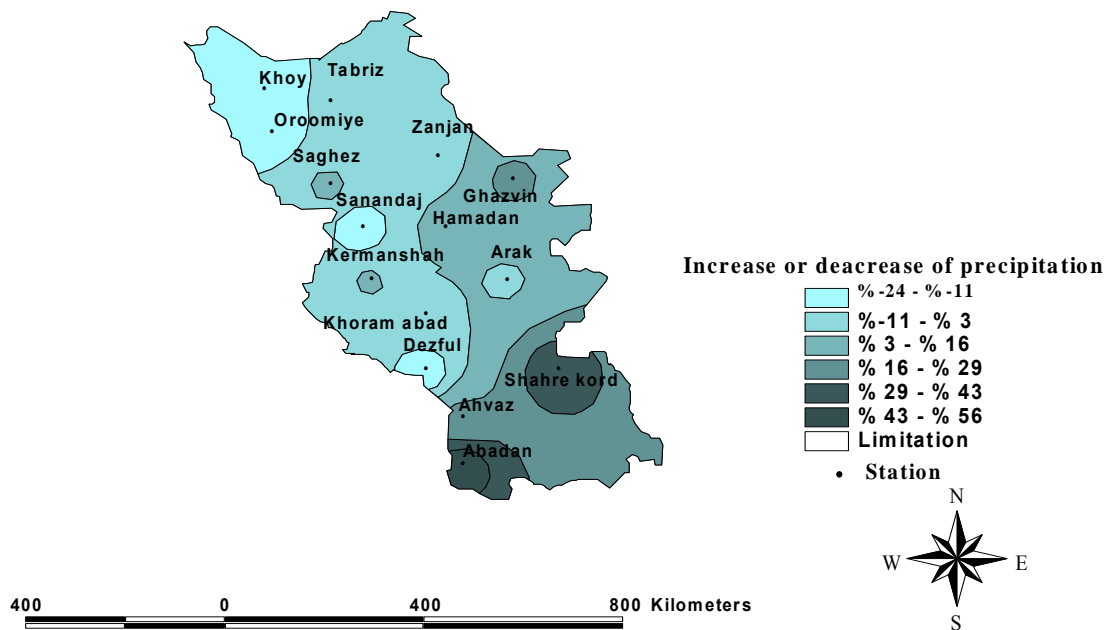 Khoy
Tabriz
Oroomiye
Zanjan
Saghez
Sanandaj
Ghazvin
Hamadan
Kermanshah
Arak
Khoram abad
Dezful
Shahre kord
Ahvaz
Abadan
Increase or deacrease of precipitation
%-24 - %-11
%-11 - % 3
% 3 - % 16
% 16 - % 29
% 29 - % 43
% 43 - % 56
Limitation
Station
N
W E
S
400 0 400 800 Kilometers